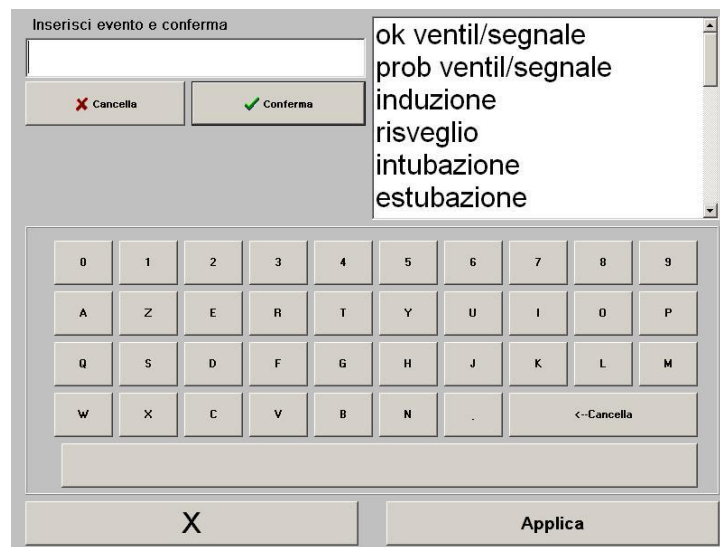 Inserisci evento e conferma
Cancella
Conferma
ok ventil/segnale
prob ventil/segnale
induzione
risveglio
intubazione
estubazione
0 1 2 3 4 5 6 7 8 9
A Z E R T Y U I O P
Q S D F G H J K L M
W X C V B N . <--Cancella
X
Applica